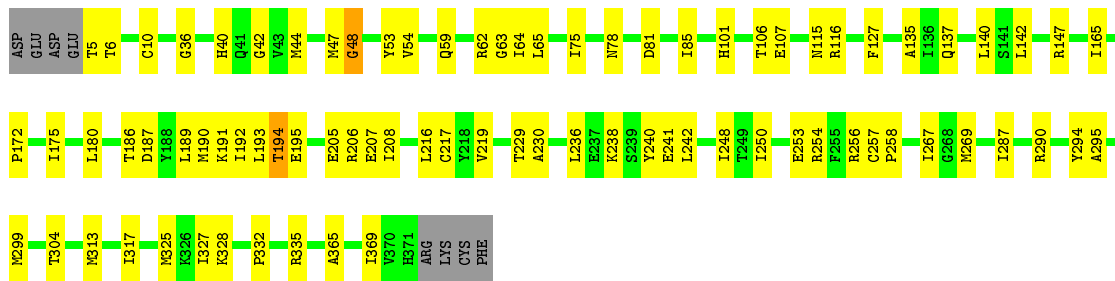 ASP GLU ASP GLU T5 T6 C10 G36 H40 Q41 G42 V43 M44 M47 G48 Y53 V54 Q59 R62 G63 I64 L65 I75 N78 D81 I85 H101 T106 E107 N115 R116 F127 A135 I136 Q137 L140 S141 L142 R147 I165
P172 I175 L180 T186 D187 Y188 L189 M190 K191 I192 L193 T194 E195 E205 R206 E207 I208 L216 C217 Y218 V219 T229 A230 L236 E237 K238 S239 Y240 E241 L242 I248 T249 I250 E253 R254 F255 R256 C257 P258 I267 G268 M269 I287 R290 Y294 A295
M299 T304 M313 I317 M325 K326 I327 K328 P332 R335 A365 I369 V370 H371 ARG LYS CYS PHE